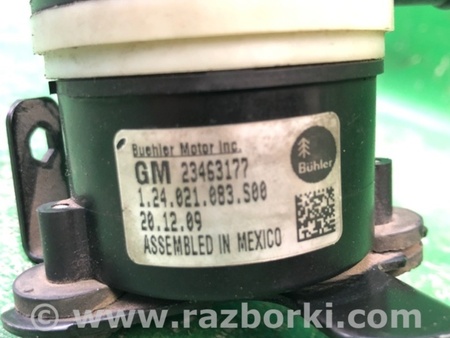 Buehler Motor Inc.
GM 23463177
1.24.021.083.S00
20.12.09
ASSEMBLED IN MEXICO
Bühler
© www.razborki.com